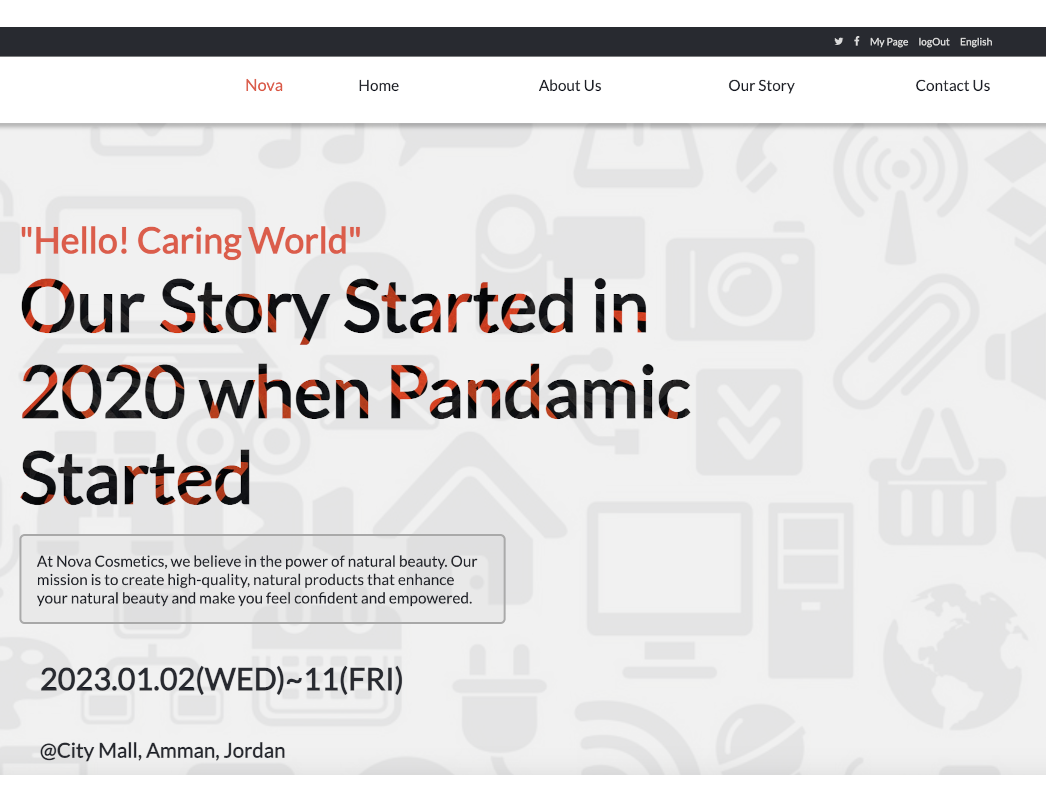 My Page logOut English
Nova Home About Us Our Story Contact Us
"Hello! Caring World"
Our Story Started in
2020 when Pandamic
Started
At Nova Cosmetics, we believe in the power of natural beauty. Our
mission is to create high-quality, natural products that enhance
your natural beauty and make you feel confident and empowered.
2023.01.02(WED)~11(FRI)
@City Mall, Amman, Jordan